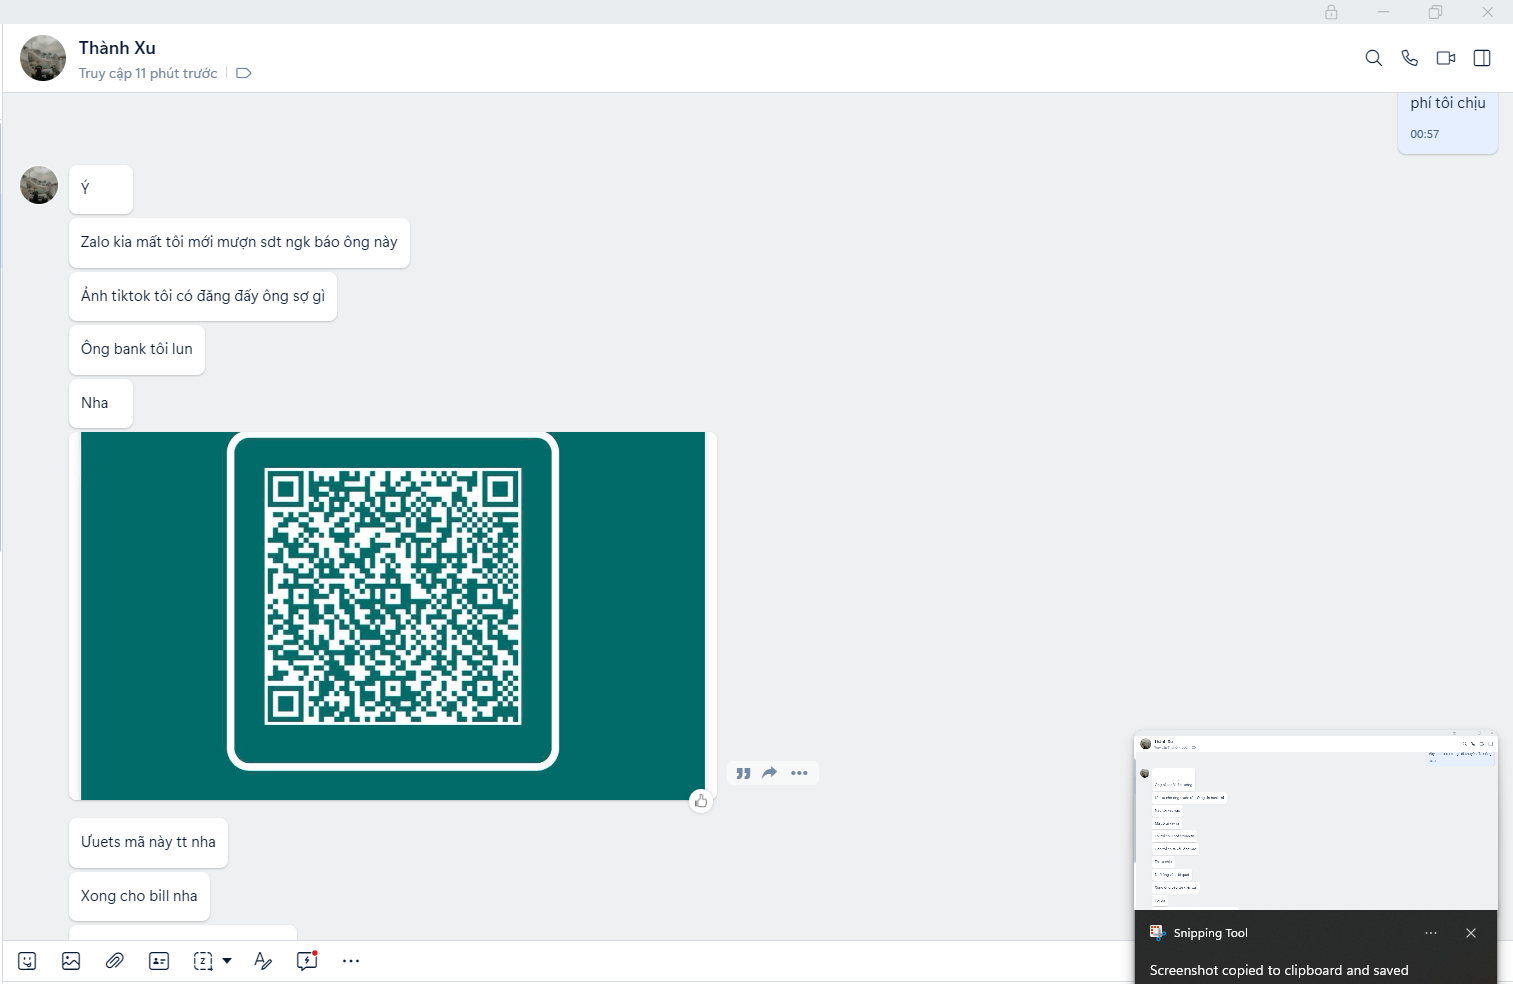 Thành Xu
Truy cập 11 phút trước
phí tôi chịu
00:57
Ý
Zalo kia mất tôi mới mượn sdt ngk báo ông này
Ảnh tiktok tôi có đăng đấy ông sợ gì
Ông bank tôi lun
Nha
Ưuets mã này tt nha
Xong cho bill nha
Thành Xu
Snipping Tool
Screenshot copied to clipboard and saved